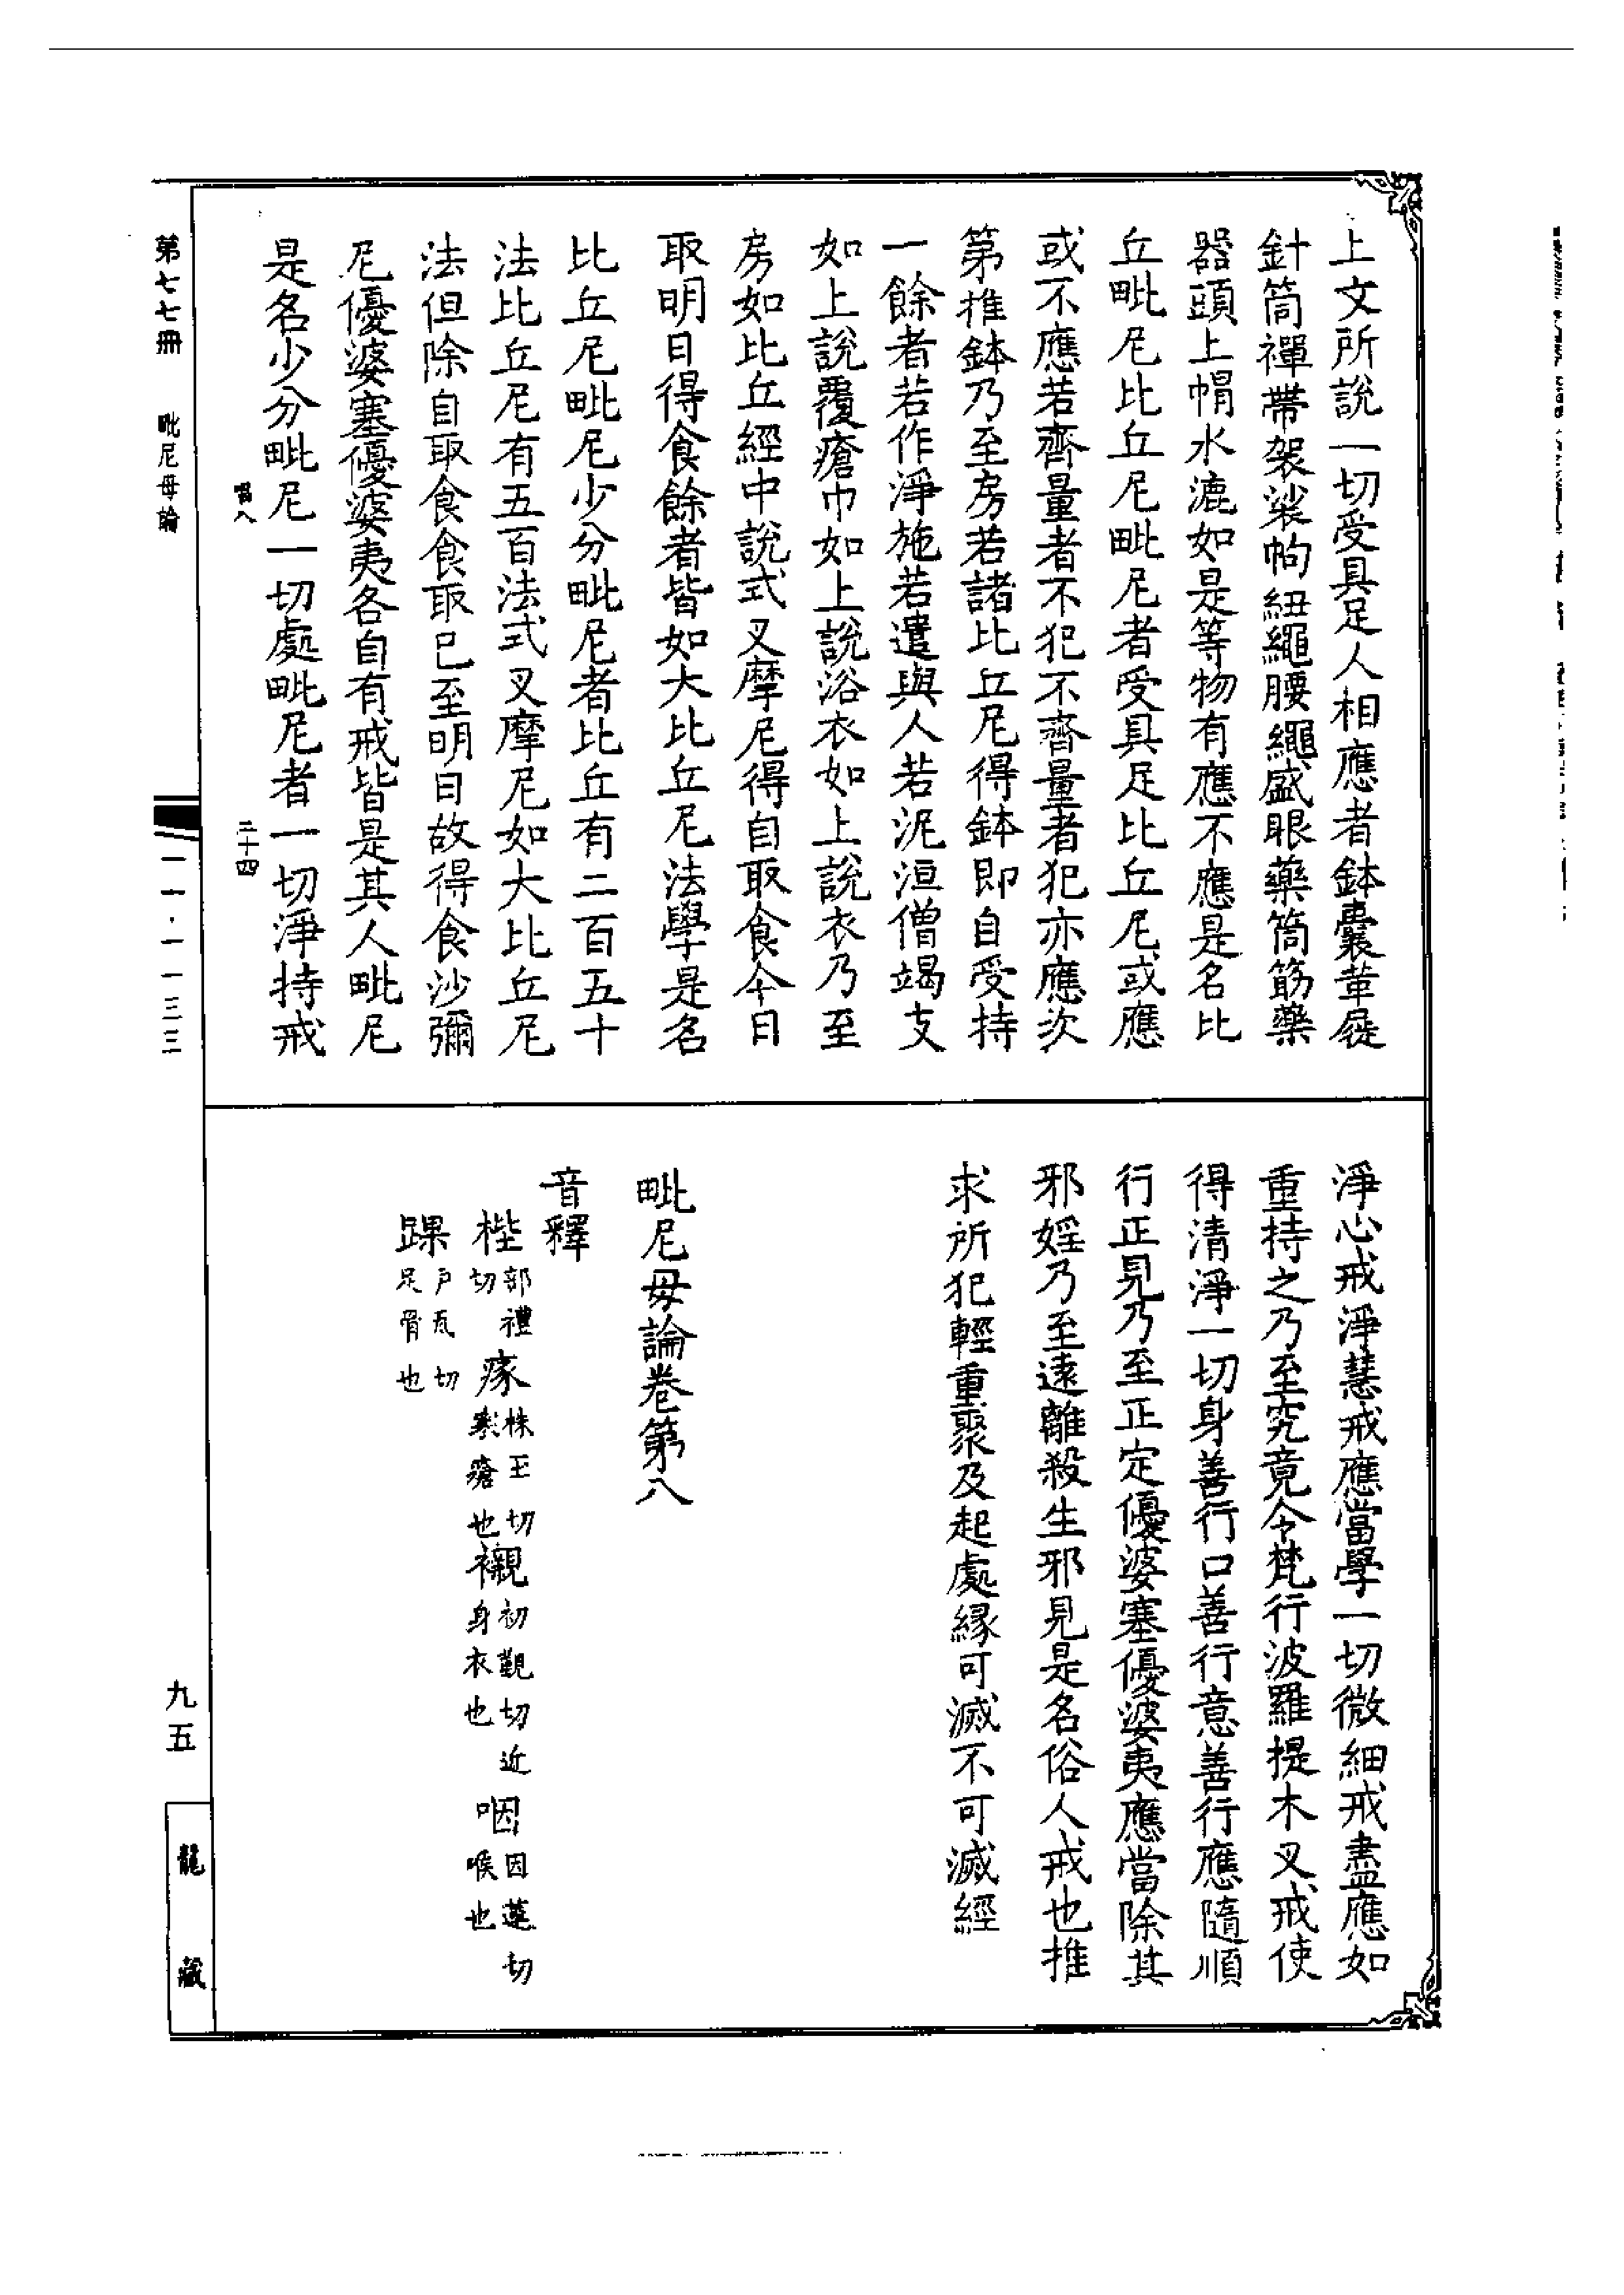 上文所說一切受具足人相應者鉢囊革屣
針筒禪帶袈裟帉紐繩腰繩盛眼藥筒筋藥
器頭上帽水漉如是等物有應不應是名比
丘毗尼比丘尼毗尼者受具足比丘尼或應
或不應若齊量者不犯不齊量者犯亦應次
第推鉢乃至房若諸比丘尼得鉢即自受持
一餘者若作淨施若遣與人若泥洹僧竭支
如上說覆瘡巾如上說浴衣如上說衣乃至
房如比丘經中說式叉摩尼得自取食今日
取明日得食餘者皆如大比丘尼法學是名
比丘尼毗尼少分毗尼者比丘有二百五十
法比丘尼有五百法式叉摩尼如大比丘尼
法但除自取食食取已至明日故得食沙彌
尼優婆塞優婆夷各自有戒皆是其人毗尼
是名少分毗尼一切處毗尼者一切淨持戒
二十四
第七七冊
毗尼母論
一一·一一三三
淨心戒淨慧戒應當學一切微細戒盡應如
重持之乃至究竟令梵行波羅提木叉戒使
得清淨一切身善行口善行意善行應隨順
行正見乃至正定優婆塞優婆夷應當除其
邪婬乃至遠離殺生邪見是名俗人戒也推
求所犯輕重聚及起處緣可滅不可滅經
毗尼母論卷第八
音釋
梐部禮切
瘃株玉切寒瘡也
襯初覲切近身衣也
咽因蓮切喉也
踝戶瓦切足骨也
九五
龍藏